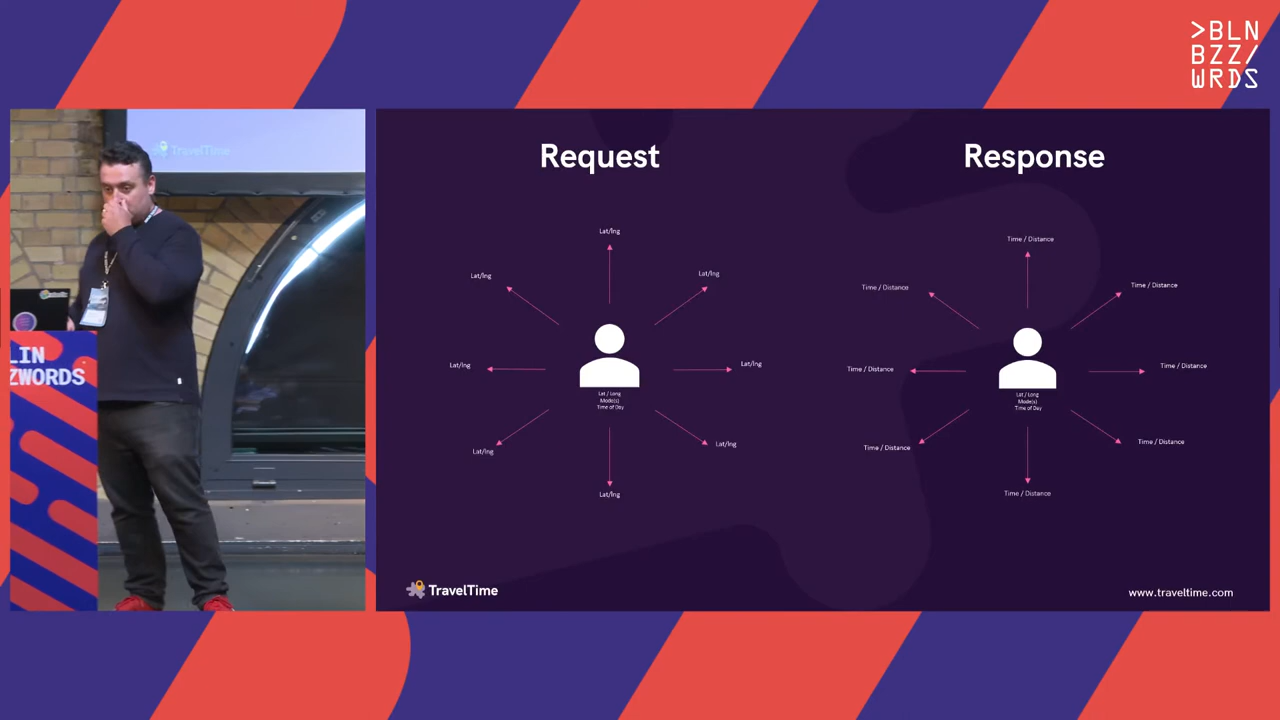 >BLN
BZZ/
WRDS
TravelTime
LIN
ZWORDS
Request
Lat/lng
Lat/lng
Lat/lng
Lat/lng
Lat/lng
Lat / Long
Mode(s)
Time of Day
Lat/lng
Lat/lng
Lat/lng
Response
Time / Distance
Time / Distance
Time / Distance
Time / Distance
Time / Distance
Lat / Long
Mode(s)
Time of Day
Time / Distance
Time / Distance
Time / Distance
TravelTime
www.traveltime.com